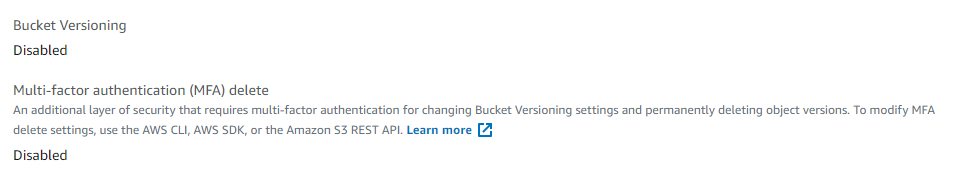 Bucket Versioning
Disabled
Multi-factor authentication (MFA) delete
An additional layer of security that requires multi-factor authentication for changing Bucket Versioning settings and permanently deleting object versions. To modify MFA
delete settings, use the AWS CLI, AWS SDK, or the Amazon S3 REST API. Learn more
Disabled